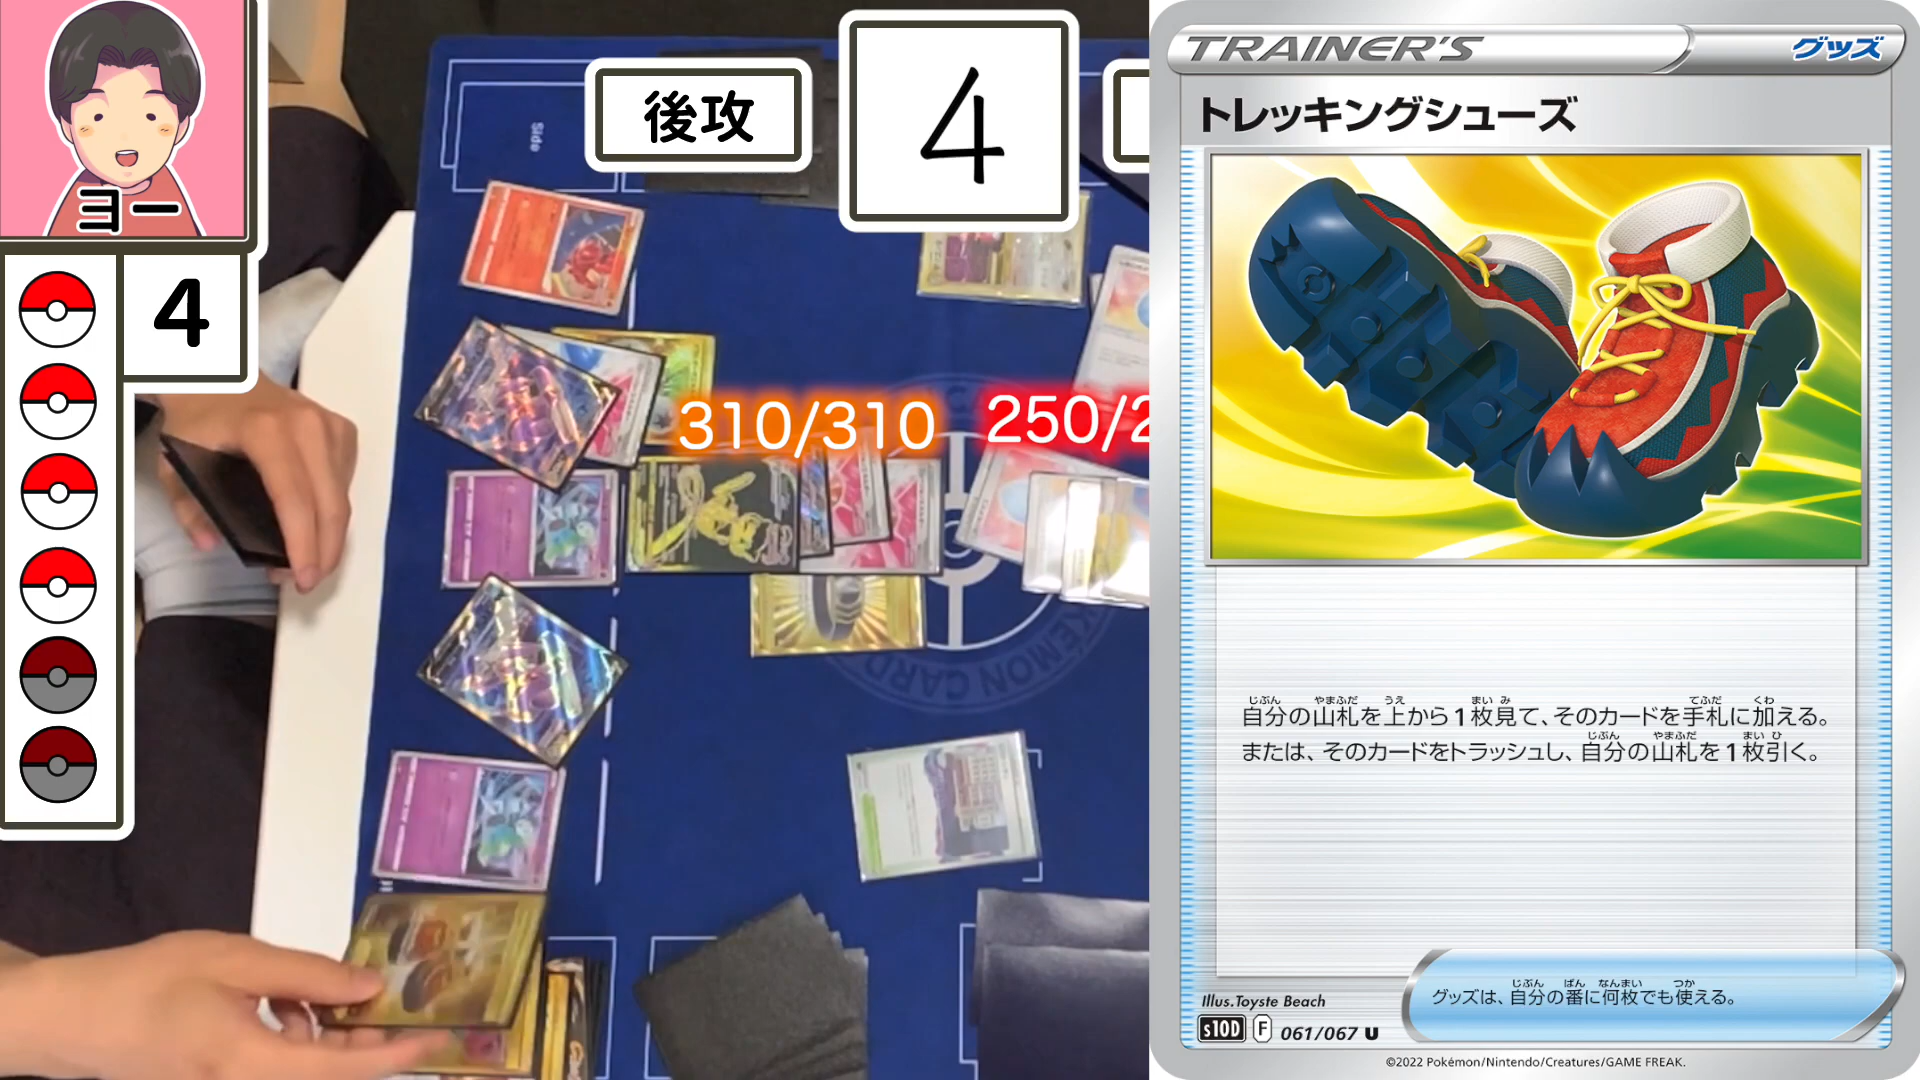 ヨー
4
後攻
4
Side
310/310
250/2
POKÉMON CARD
TRAINER'S
グッズ
トレッキングシューズ
自分の山札を上から1枚見て、そのカードを手札に加える。
または、そのカードをトラッシュし、自分の山札を1枚引く。
グッズは、自分の番に何枚でも使える。
Illus.Toyste Beach
s10D F 061/067 U
©2022 Pokémon/Nintendo/Creatures/GAME FREAK.